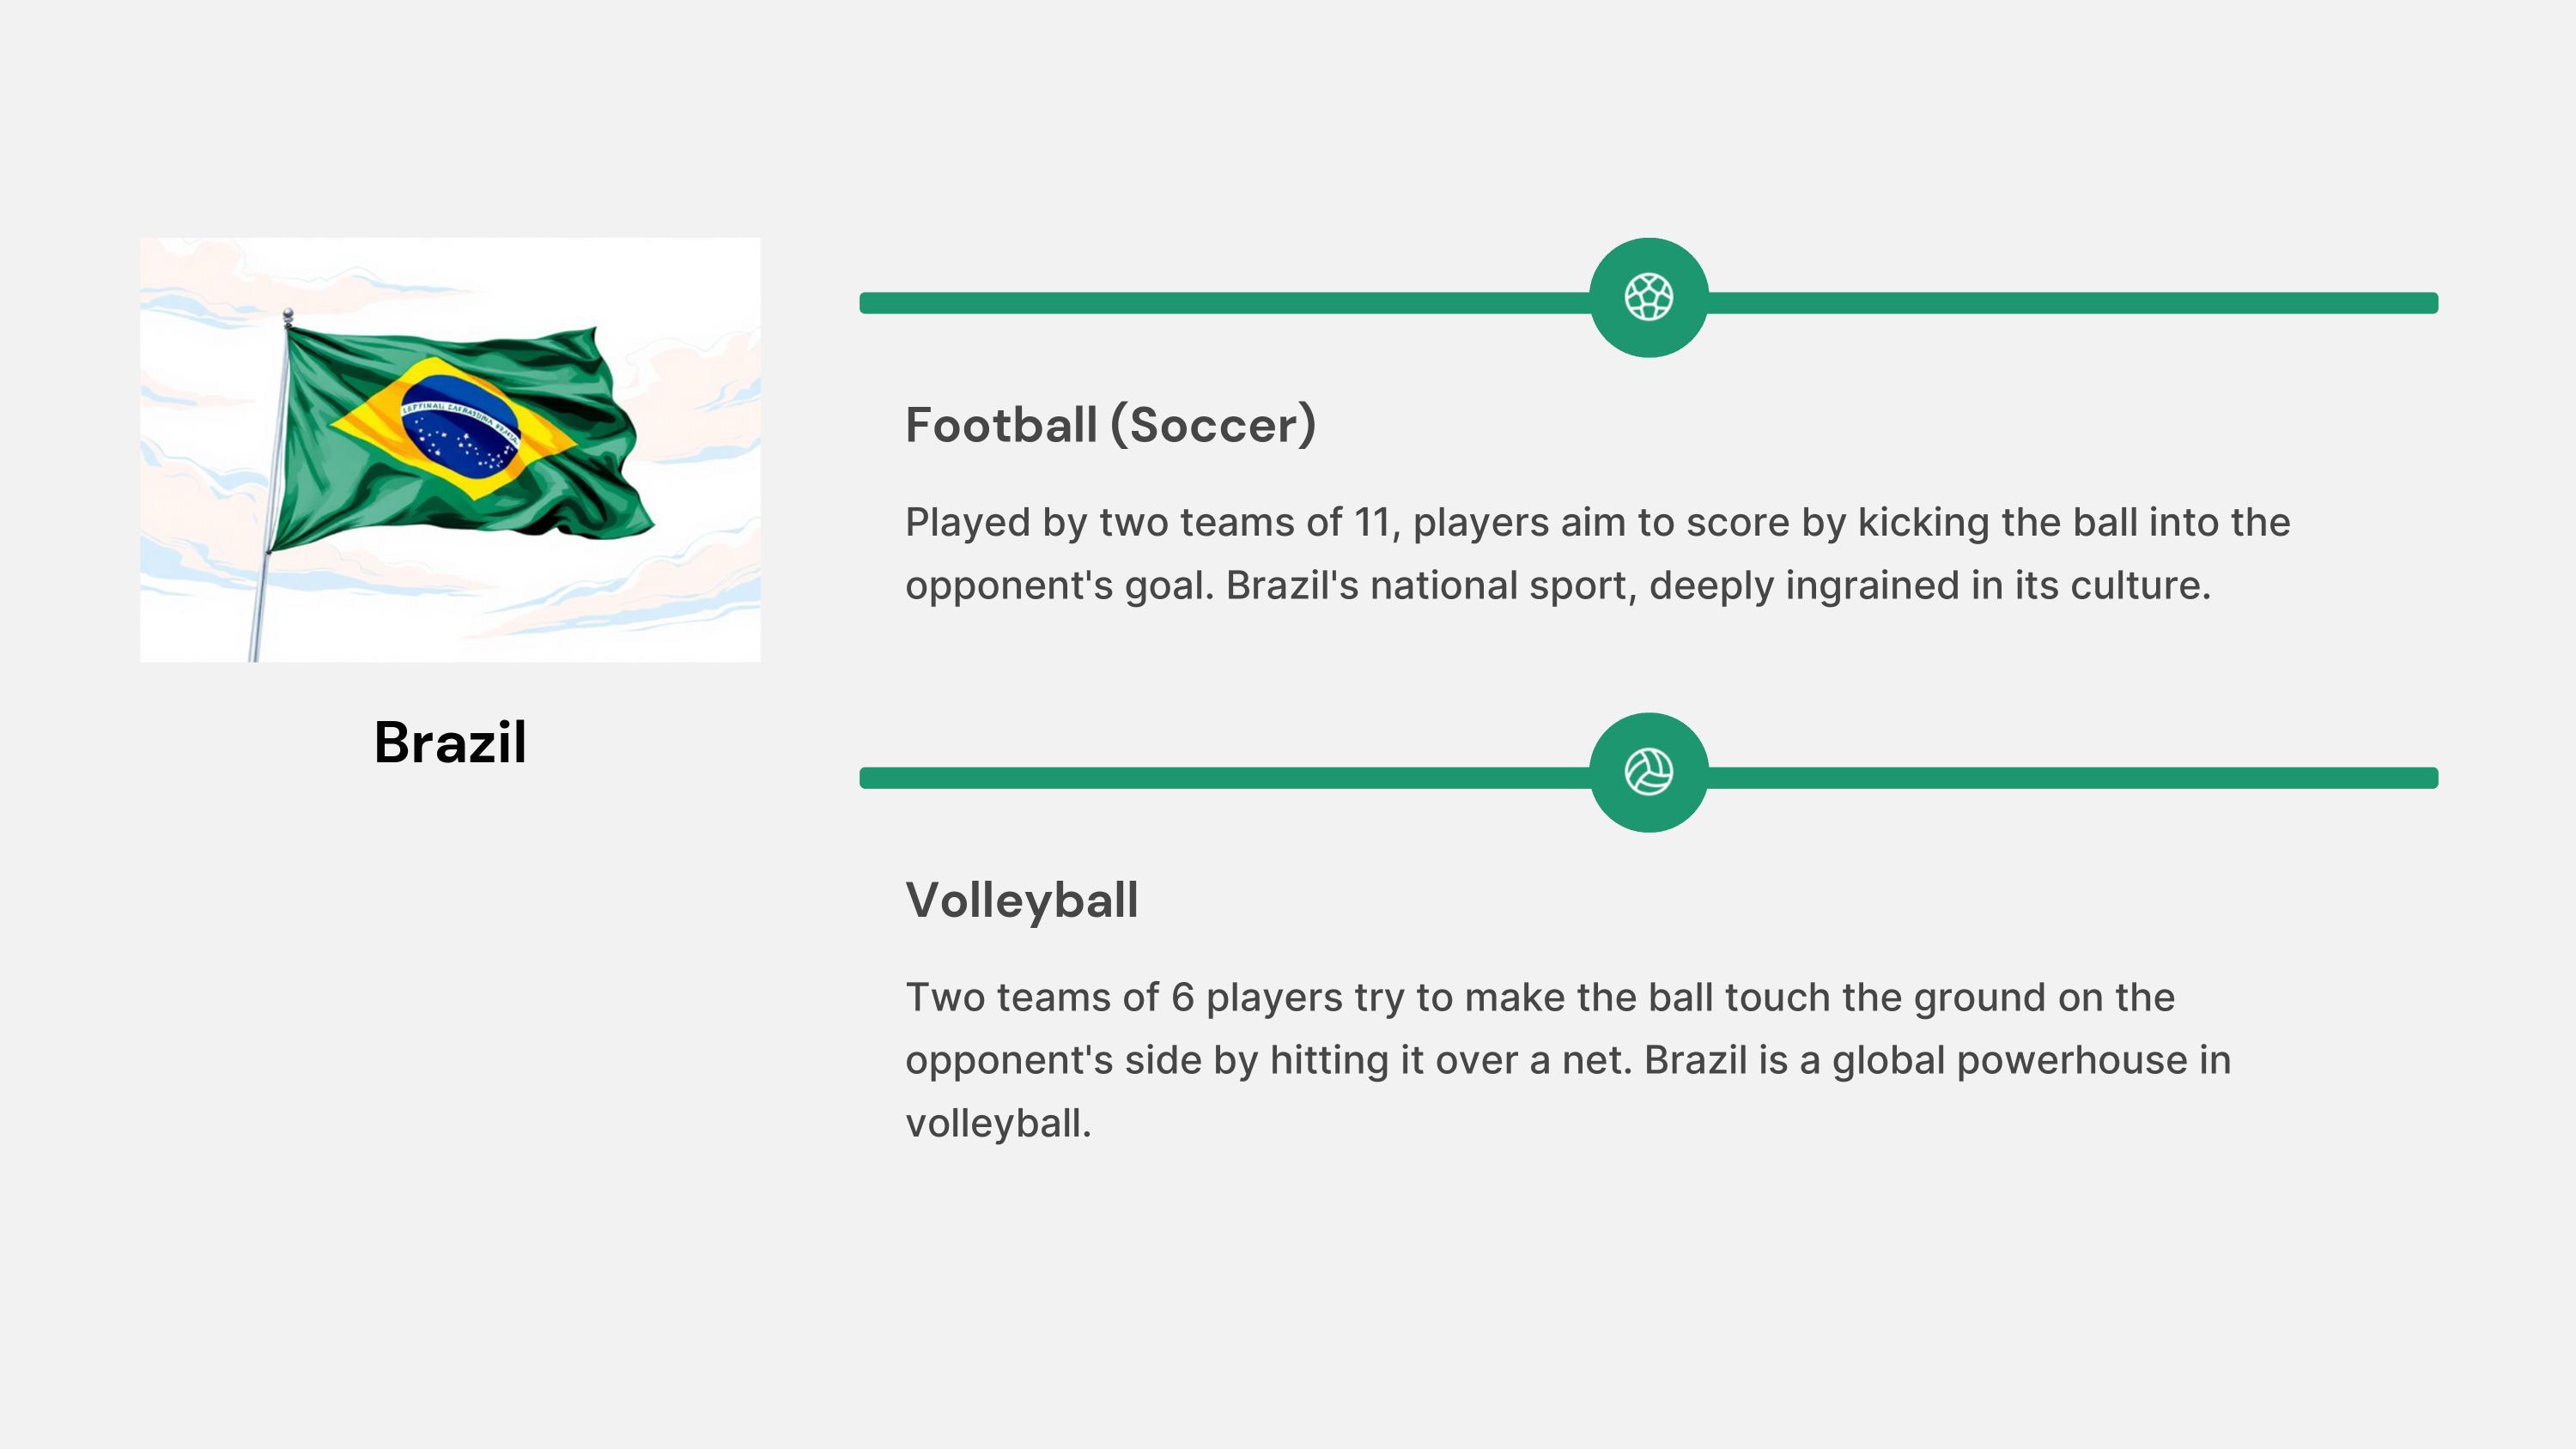 Brazil
Football (Soccer)
Played by two teams of 11, players aim to score by kicking the ball into the
opponent's goal. Brazil's national sport, deeply ingrained in its culture.
Volleyball
Two teams of 6 players try to make the ball touch the ground on the
opponent's side by hitting it over a net. Brazil is a global powerhouse in
volleyball.